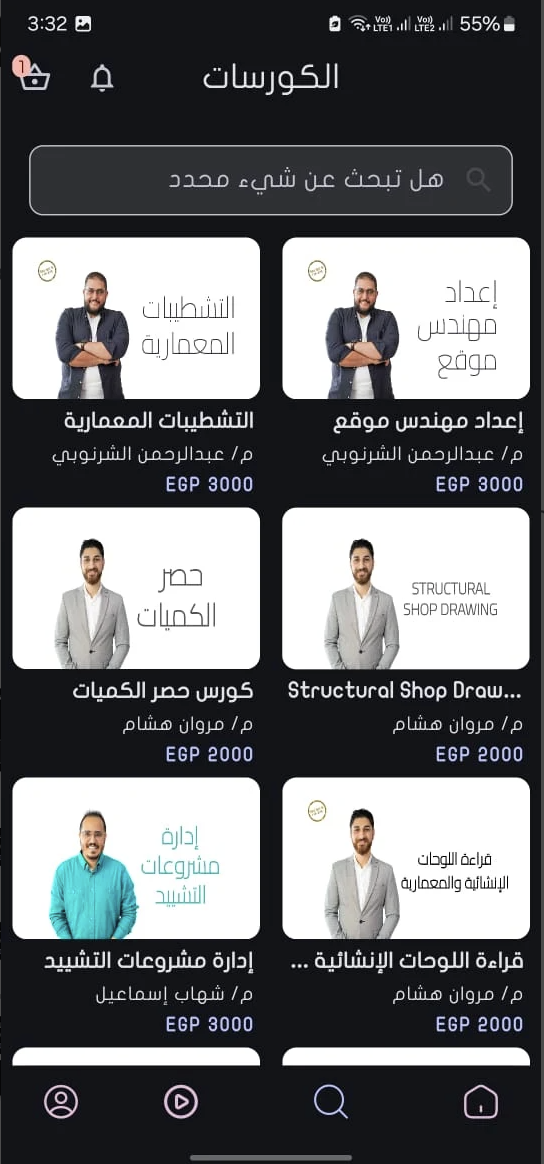 3:32
Vo))
LTE1
Vo))
LTE2
55%
1
الكورسات
هل تبحث عن شيء محدد
إعداد
مهندس
موقع
إعداد مهندس موقع
م/ عبدالرحمن الشرنوبي
EGP 3000
التشطيبات
المعمارية
التشطيبات المعمارية
م/ عبدالرحمن الشرنوبي
EGP 3000
STRUCTURAL
SHOP DRAWING
Structural Shop Draw...
م/ مروان هشام
EGP 2000
حصر
الكميات
كورس حصر الكميات
م/ مروان هشام
EGP 2000
قراءة اللوحات
الإنشائية والمعمارية
قراءة اللوحات الإنشائية ...
م/ مروان هشام
EGP 2000
إدارة
مشروعات
التشييد
إدارة مشروعات التشييد
م/ شهاب إسماعيل
EGP 3000